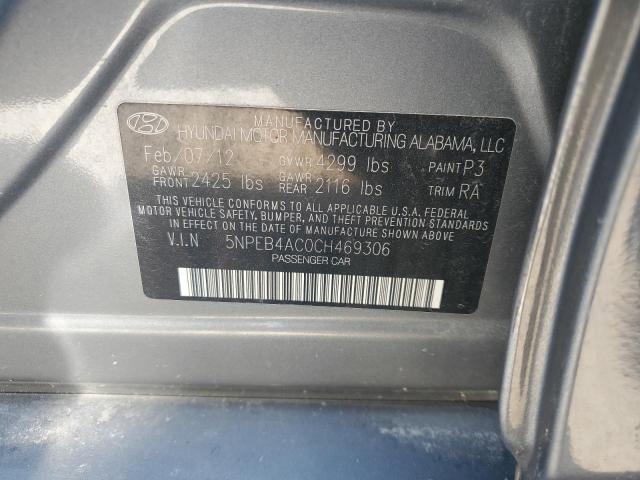 MANUFACTURED BY
HYUNDAI MOTOR MANUFACTURING ALABAMA, LLC
Feb/07/12 GVWR 4299 lbs PAINT P3
GAWR FRONT 2425 lbs GAWR REAR 2116 lbs TRIM RA
THIS VEHICLE CONFORMS TO ALL APPLICABLE U.S.A. FEDERAL
MOTOR VEHICLE SAFETY, BUMPER, AND THEFT PREVENTION STANDARDS
IN EFFECT ON THE DATE OF MANUFACTURE SHOWN ABOVE.
V.I.N 5NPEB4AC0CH469306
PASSENGER CAR